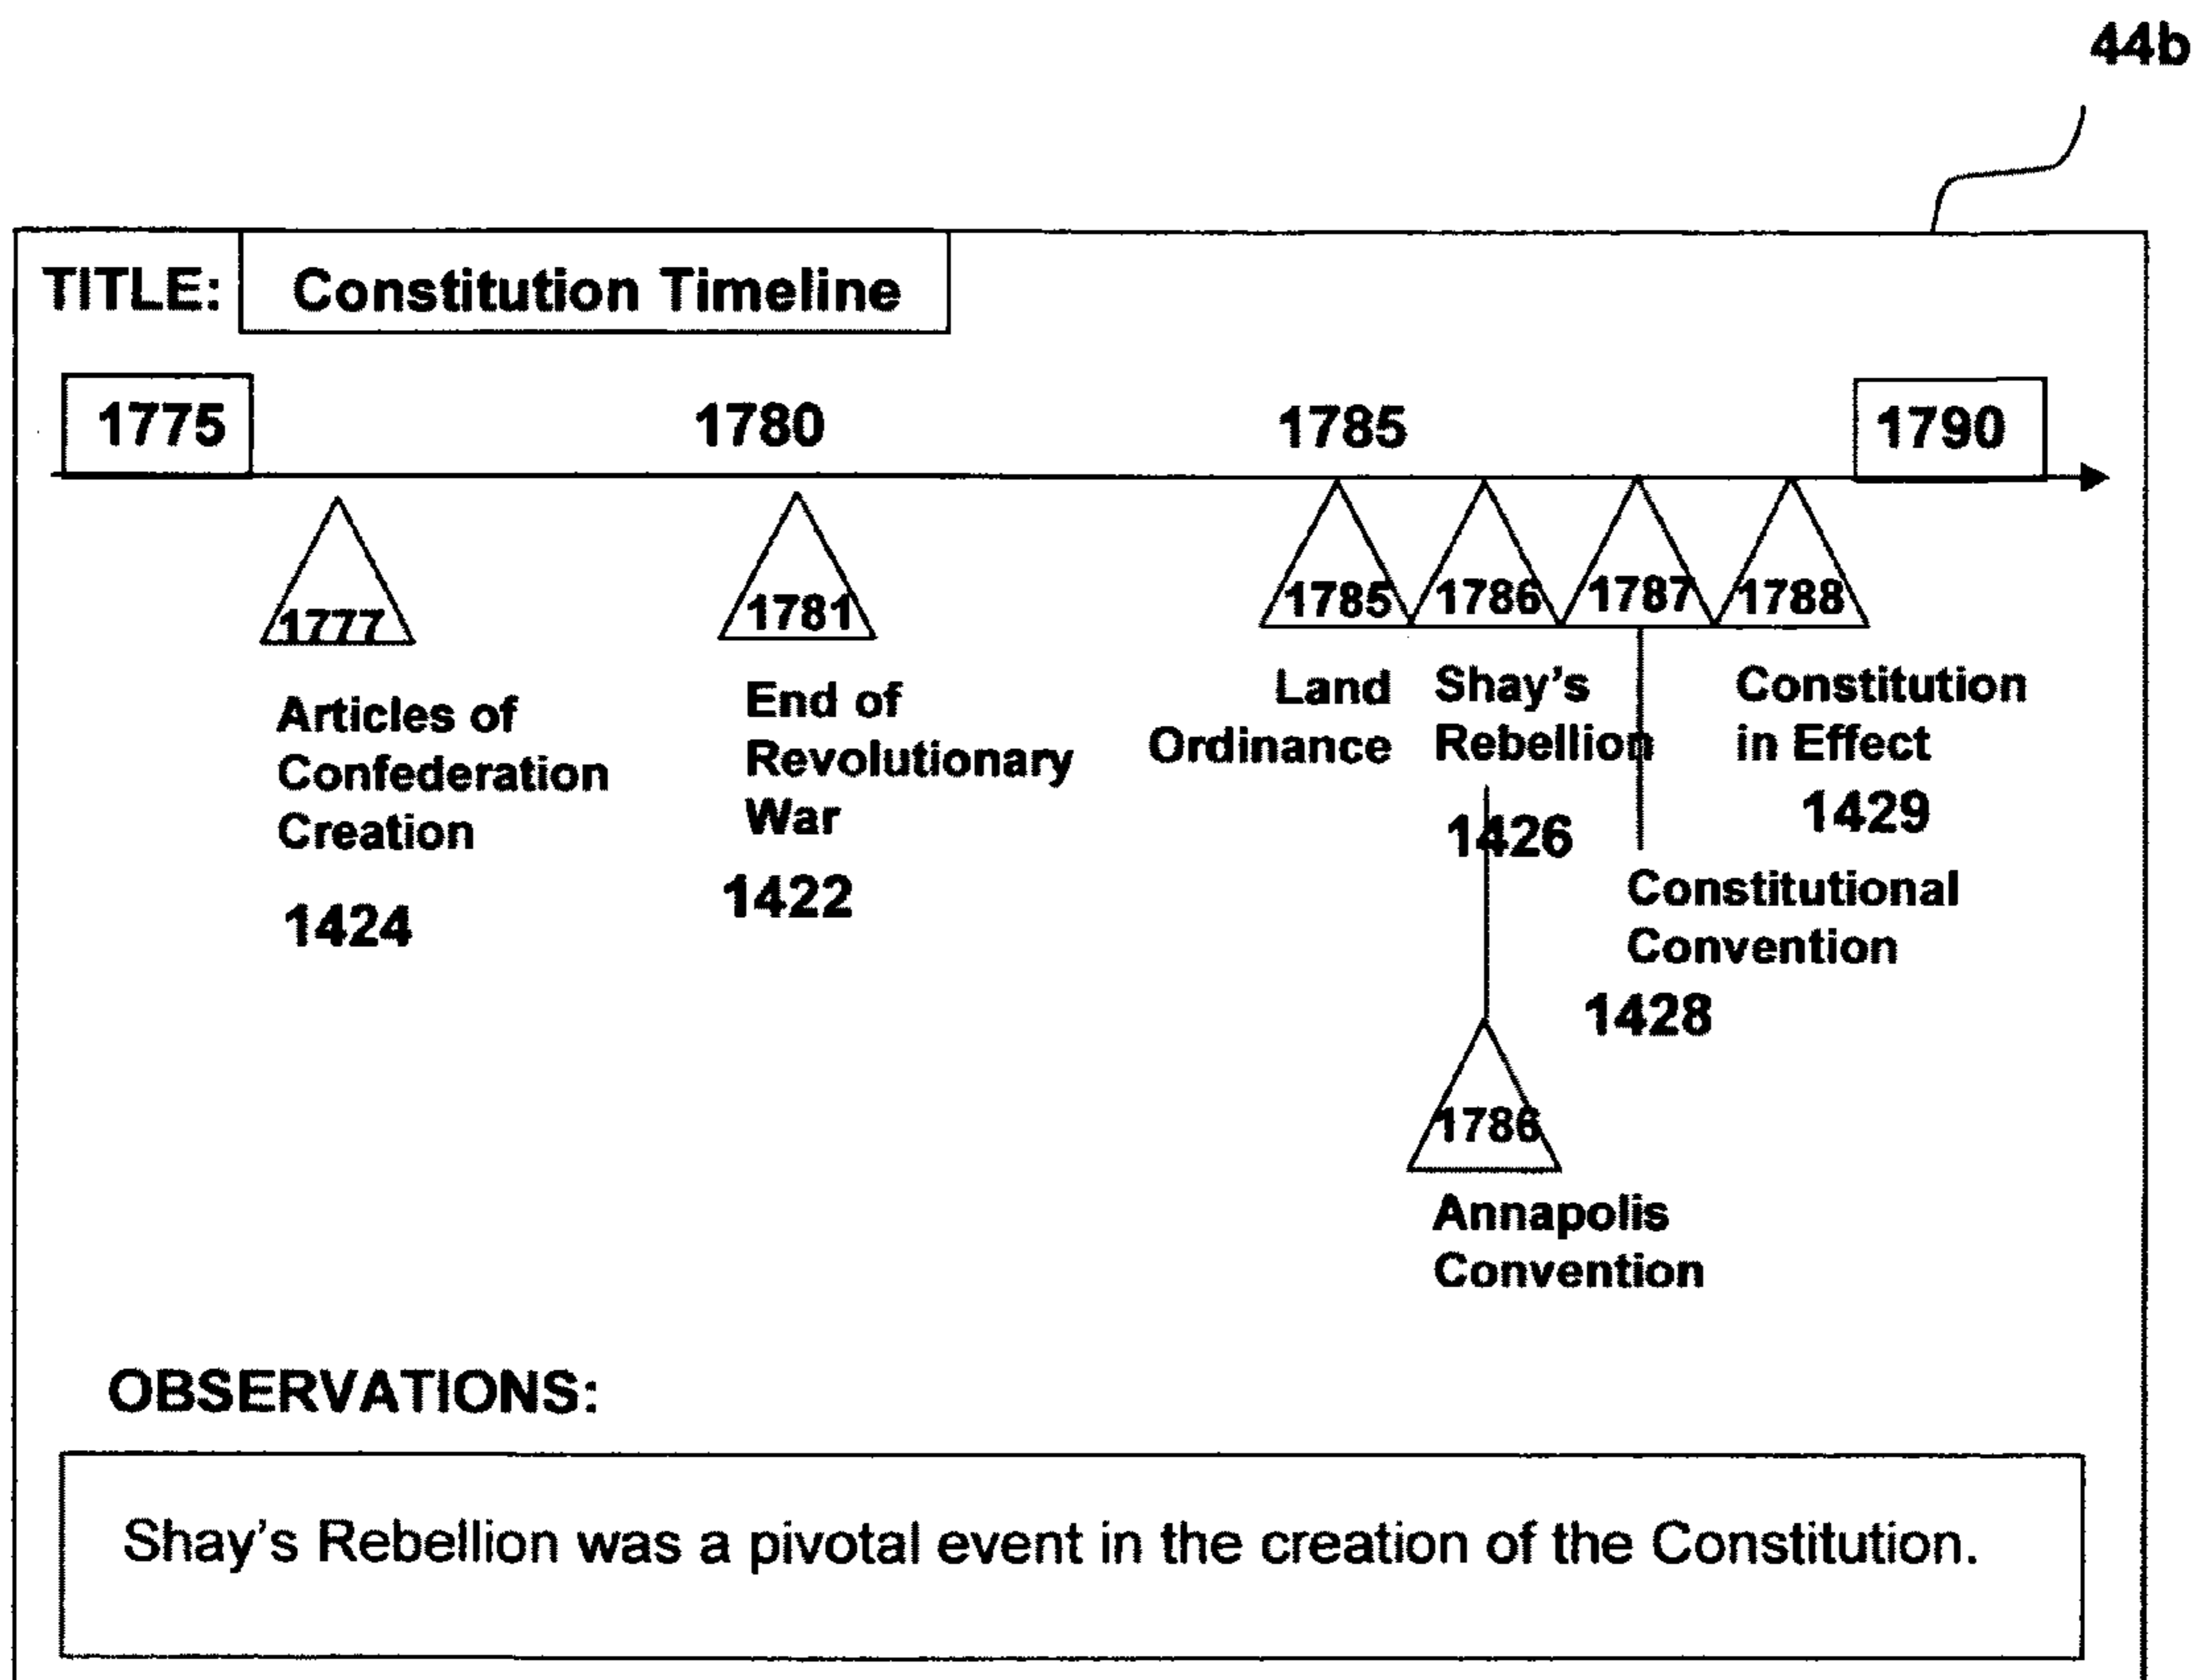 44b
TITLE: Constitution Timeline
1775 1780 1785 1790
1777 1781 1785 1786 1787 1788
Articles of
Confederation
Creation
1424
End of
Revolutionary
War
1422
Land
Ordinance
Shay's
Rebellion
1426
Constitution
in Effect
1429
Constitutional
Convention
1428
1786
Annapolis
Convention
OBSERVATIONS:
Shay's Rebellion was a pivotal event in the creation of the Constitution.